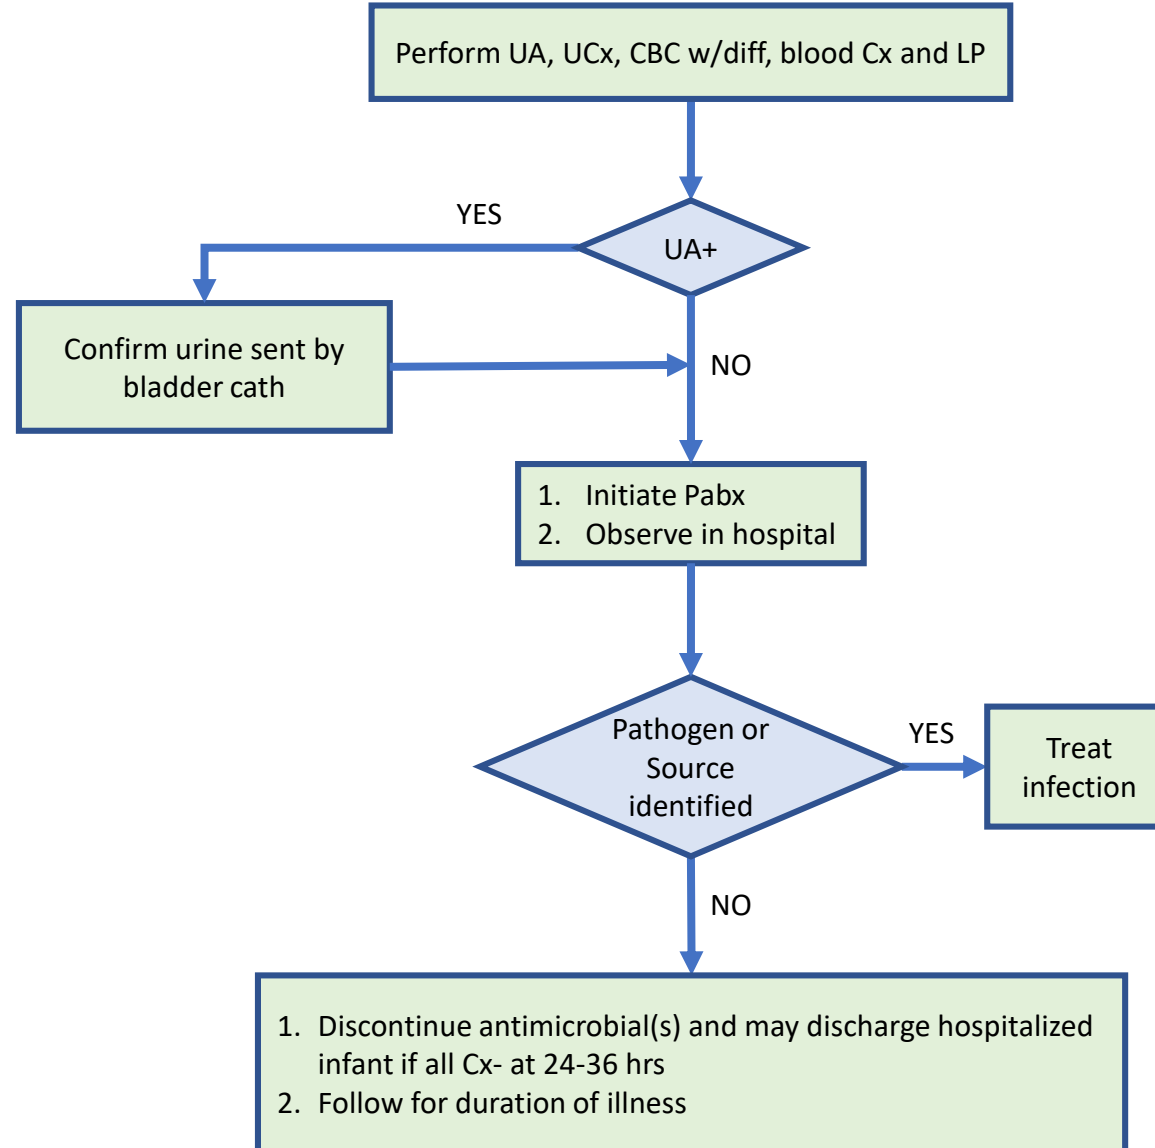 Perform UA, UCx, CBC w/diff, blood Cx and LP
YES
UA+
Confirm urine sent by
bladder cath
NO
1. Initiate Pabx
2. Observe in hospital
Pathogen or
Source
identified
YES
Treat
infection
NO
1. Discontinue antimicrobial(s) and may discharge hospitalized
infant if all Cx- at 24-36 hrs
2. Follow for duration of illness